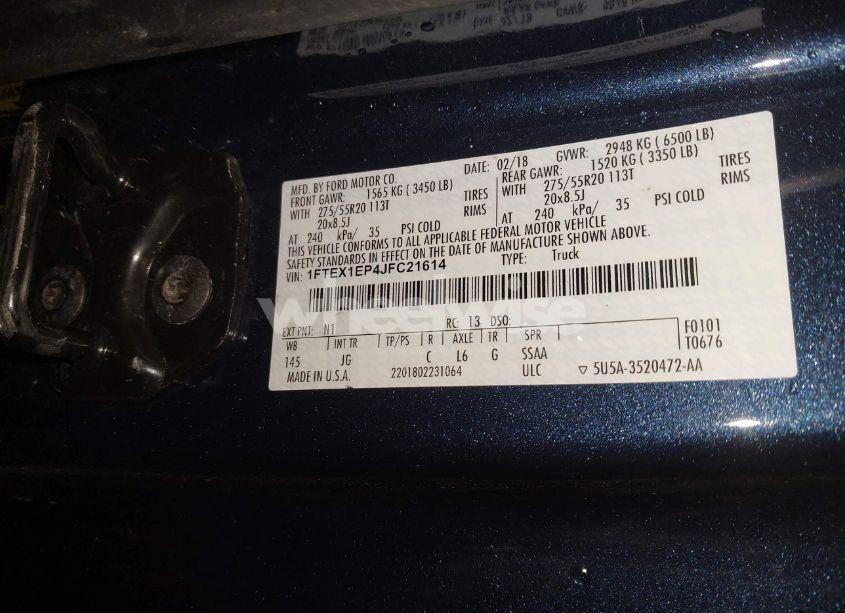 MFD. BY FORD MOTOR CO. DATE: 02/18 GVWR: 2948 KG ( 6500 LB)
FRONT GAWR: 1565 KG ( 3450 LB) REAR GAWR: 1520 KG ( 3350 LB)
WITH 275/55R20 113T TIRES WITH 275/55R20 113T TIRES
20x8.5J RIMS 20x8.5J RIMS
AT 240 kPa/ 35 PSI COLD AT 240 kPa/ 35 PSI COLD
THIS VEHICLE CONFORMS TO ALL APPLICABLE FEDERAL MOTOR VEHICLE
SAFETY STANDARDS IN EFFECT ON THE DATE OF MANUFACTURE SHOWN ABOVE.
VIN: 1FTEX1EP4JFC21614 TYPE: Truck
wheelwise
EXT PNT: N1 RC: 13 DSO: F0101
WB INT TR TP/PS R AXLE TR SPR T0676
145 JG C L6 G SSAA
MADE IN U.S.A. 2201802231064 ULC ▽ 5U5A-3520472-AA